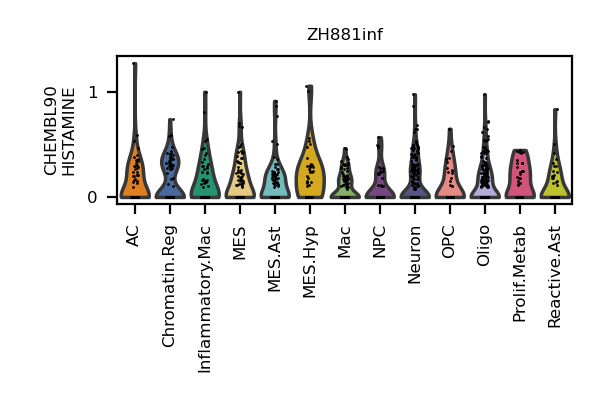 ZH881inf
CHEMBL90
HISTAMINE
1
0
AC
Chromatin.Reg
Inflammatory.Mac
MES
MES.Ast
MES.Hyp
Mac
NPC
Neuron
OPC
Oligo
Prolif.Metab
Reactive.Ast